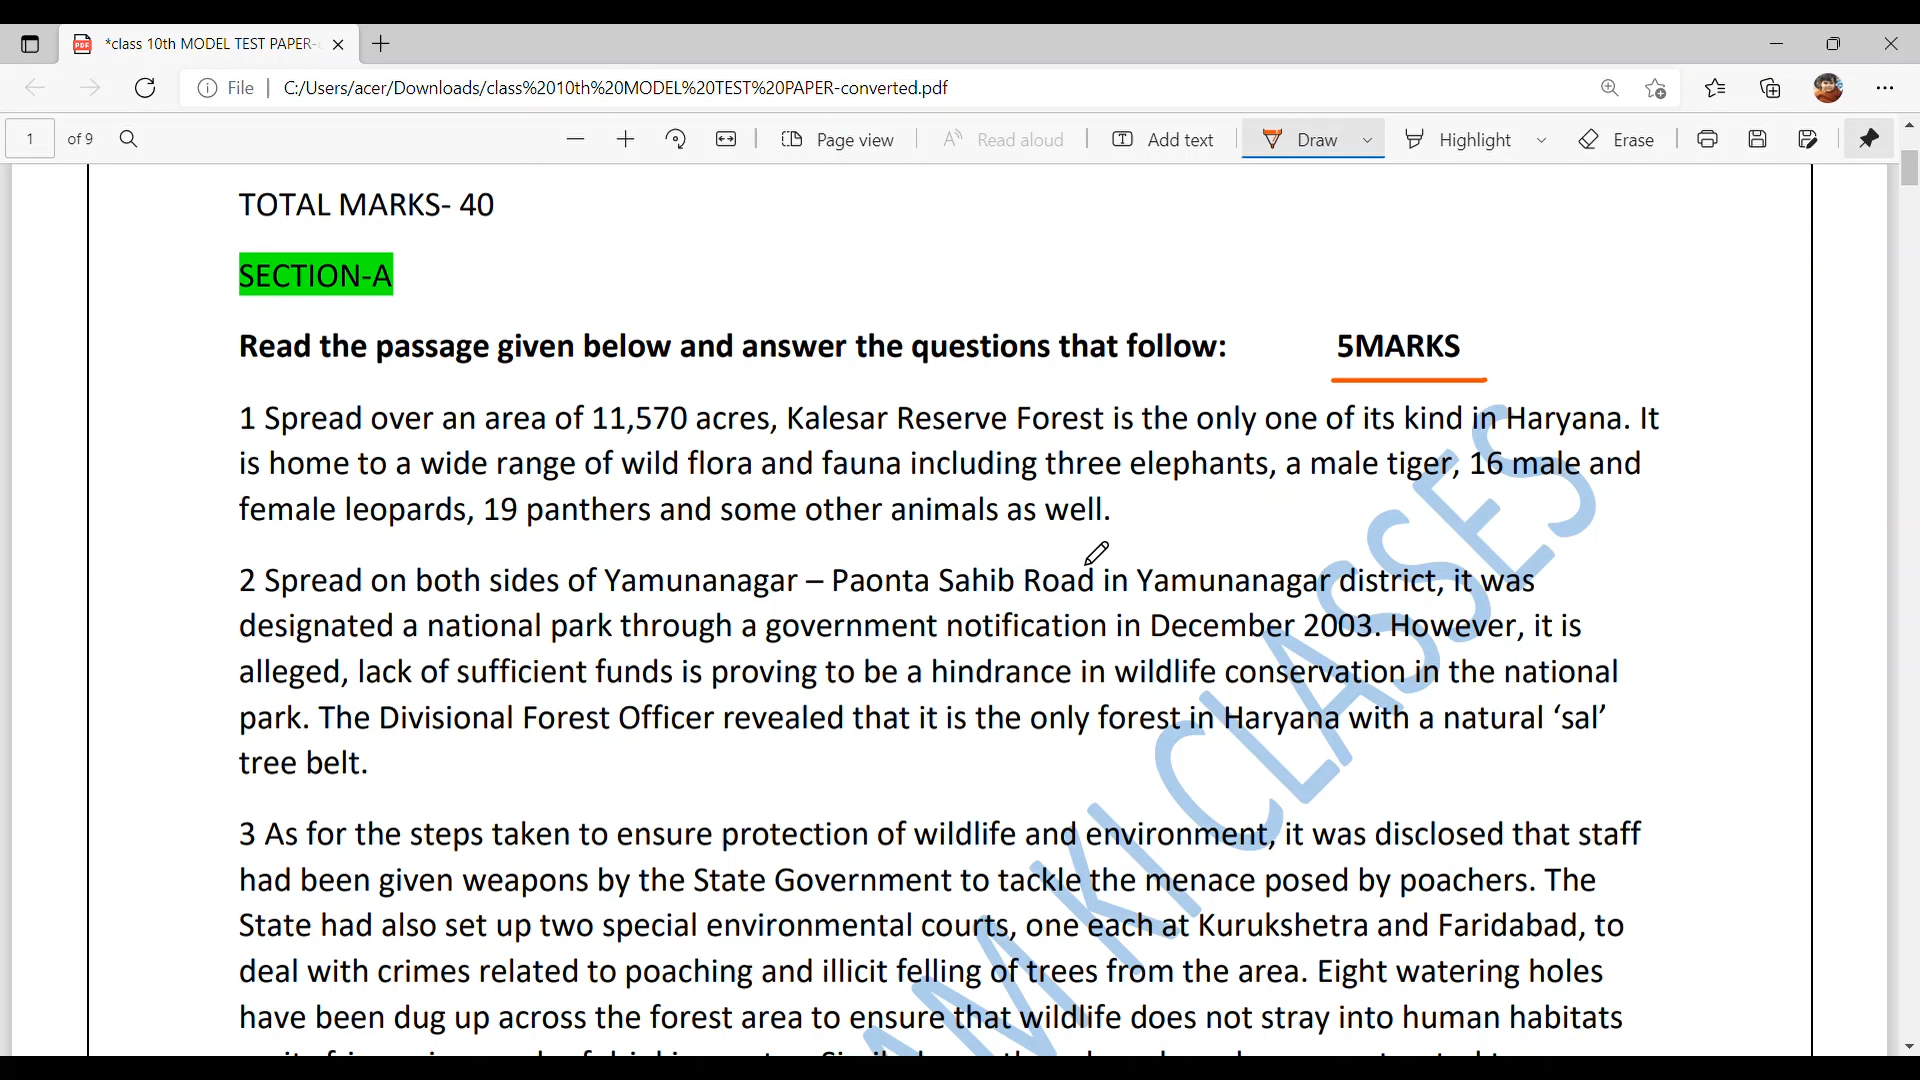 *class 10th MODEL TEST PAPER-
File
C:/Users/acer/Downloads/class%2010th%20MODEL%20TEST%20PAPER-converted.pdf
1 of 9
Page view
Read aloud
Add text
Draw
Highlight
Erase
TOTAL MARKS- 40
SECTION-A
Read the passage given below and answer the questions that follow: 5MARKS
1 Spread over an area of 11,570 acres, Kalesar Reserve Forest is the only one of its kind in Haryana. It
is home to a wide range of wild flora and fauna including three elephants, a male tiger, 16 male and
female leopards, 19 panthers and some other animals as well.
2 Spread on both sides of Yamunanagar – Paonta Sahib Road in Yamunanagar district, it was
designated a national park through a government notification in December 2003. However, it is
alleged, lack of sufficient funds is proving to be a hindrance in wildlife conservation in the national
park. The Divisional Forest Officer revealed that it is the only forest in Haryana with a natural ‘sal’
tree belt.
3 As for the steps taken to ensure protection of wildlife and environment, it was disclosed that staff
had been given weapons by the State Government to tackle the menace posed by poachers. The
State had also set up two special environmental courts, one each at Kurukshetra and Faridabad, to
deal with crimes related to poaching and illicit felling of trees from the area. Eight watering holes
have been dug up across the forest area to ensure that wildlife does not stray into human habitats
KI CLASSES